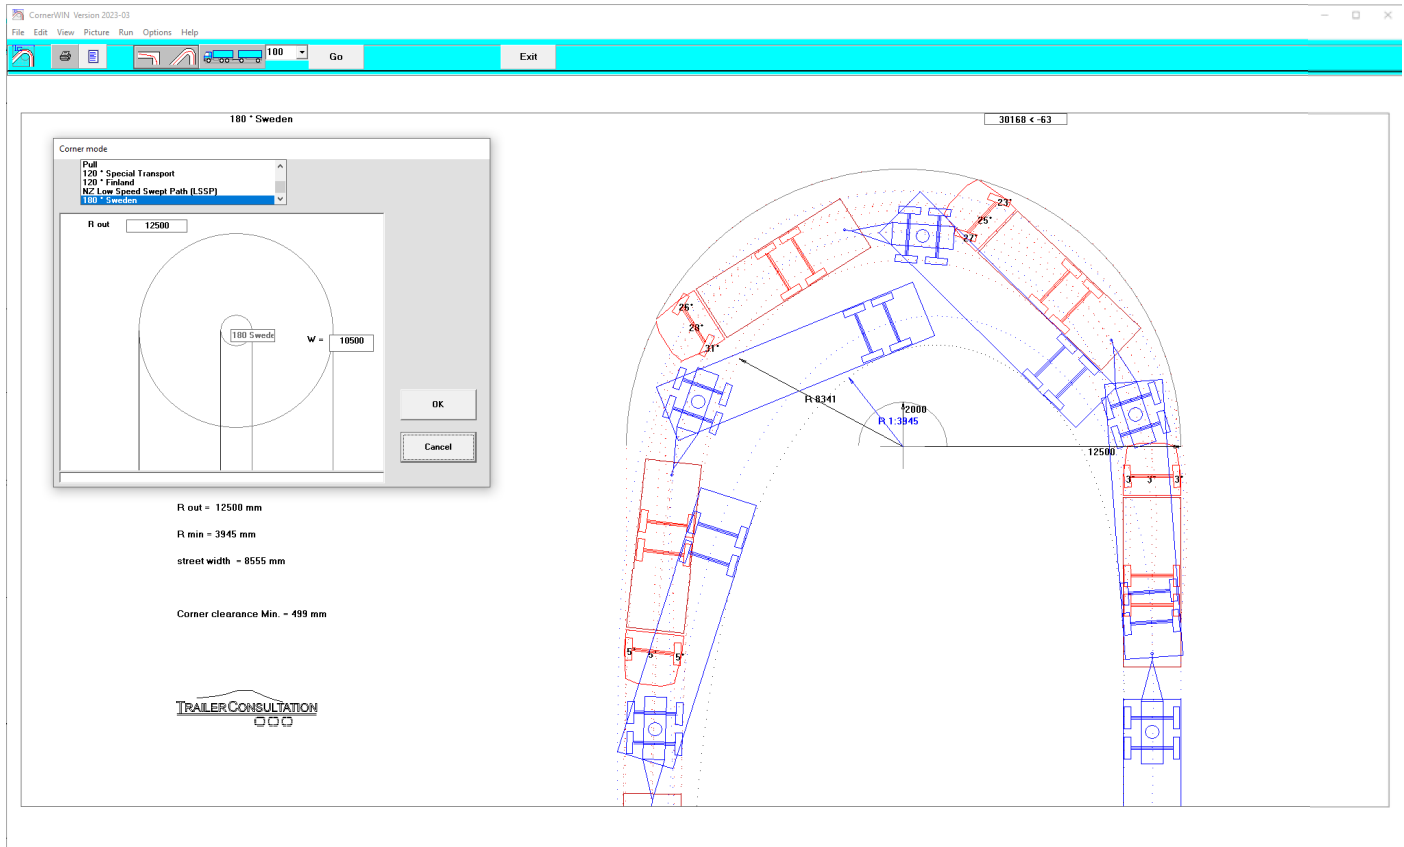 CornerWIN Version 2023-03
File Edit View Picture Run Options Help
100
Go
Exit
180 * Sweden
30168 < -63
Corner mode
Pull
120 * Special Transport
120 * Finland
NZ Low Speed Swept Path (LSSP)
180 * Sweden
R out 12500
180 Swede
W = 10500
OK
Cancel
R out = 12500 mm
R min = 3945 mm
street width = 8555 mm
Corner clearance Min. = 499 mm
TRAILER CONSULTATION
23*
25*
27*
26*
28*
31*
R 8341
2000
R 1:3945
12500
3* 3* 3*
5* 5* 5*